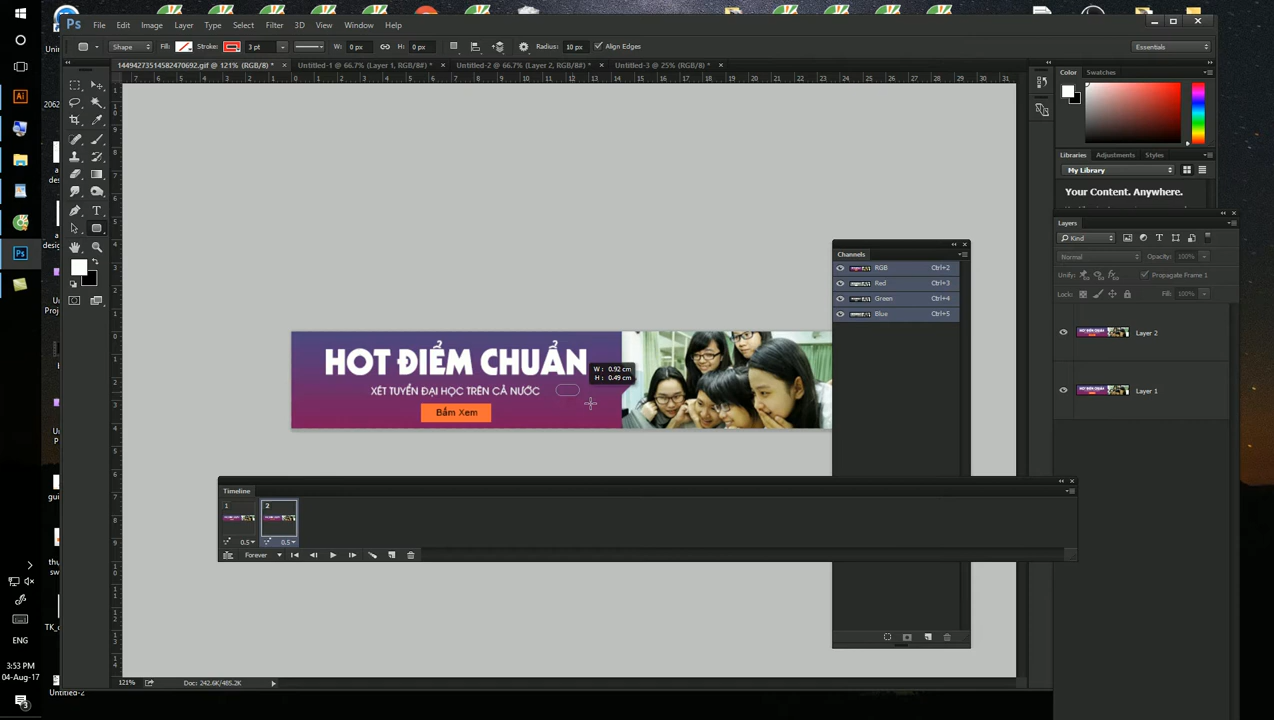 Ps File Edit Image Layer Type Select Filter 3D View Window Help
Shape Fill: Stroke: 3 pt W: 0 px H: 0 px Radius: 10 px Align Edges Essentials
14494273514582470692.gif @ 121% (RGB/8) * × Untitled-1 @ 66.7% (Layer 1, RGB/8#) * × Untitled-2 @ 66.7% (Layer 2, RGB/8#) * × Untitled-3 @ 25% (RGB/8) * ×
Color Swatches
Libraries Adjustments Styles
My Library
Your Content. Anywhere.
Layers
Kind
Normal Opacity: 100%
Unify: Propagate Frame 1
Lock: Fill: 100%
Layer 2
Layer 1
Channels
RGB Ctrl+2
Red Ctrl+3
Green Ctrl+4
Blue Ctrl+5
HOT ĐIỂM CHUẨN
XÉT TUYỂN ĐẠI HỌC TRÊN CẢ NƯỚC
Bấm Xem
W: 0.92 cm
H: 0.49 cm
Timeline
1 2
0.5 0.5
Forever
121% Doc: 242.6K/485.2K
ENG
3:53 PM
04-Aug-17
Untitled-2